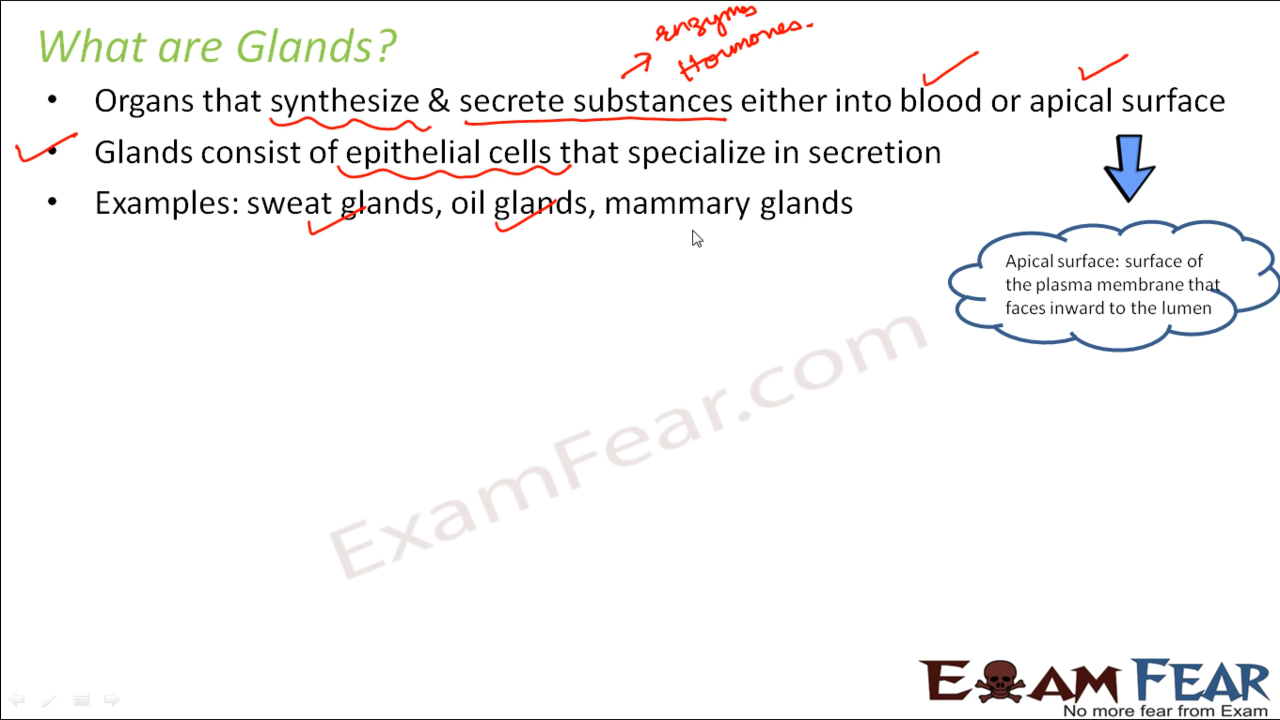 What are Glands?
enzymes
Hormones.
• Organs that synthesize & secrete substances either into blood or apical surface
• Glands consist of epithelial cells that specialize in secretion
• Examples: sweat glands, oil glands, mammary glands
Apical surface: surface of
the plasma membrane that
faces inward to the lumen
ExamFear.com
EXAM FEAR
No more fear from Exam